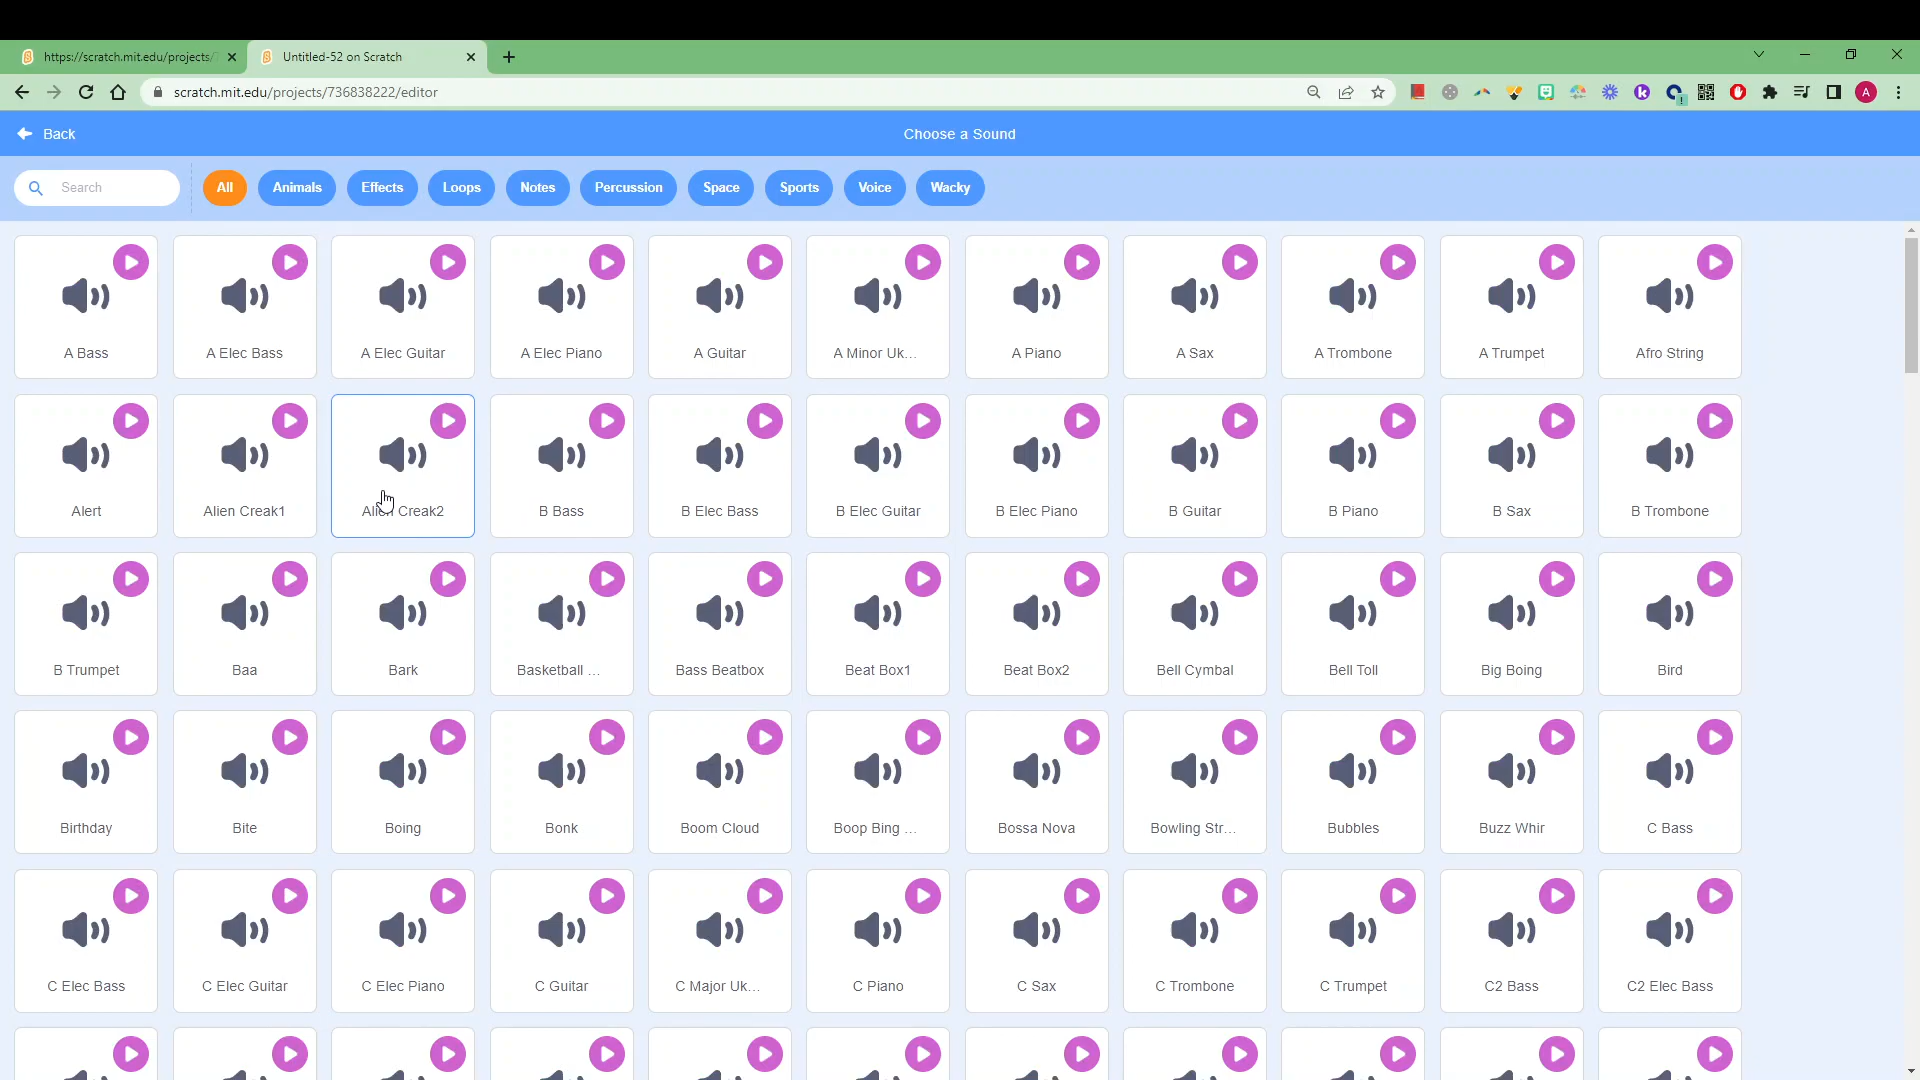 https://scratch.mit.edu/projects/
Untitled-52 on Scratch
scratch.mit.edu/projects/736838222/editor
Back
Choose a Sound
Search
All
Animals
Effects
Loops
Notes
Percussion
Space
Sports
Voice
Wacky
A Bass
A Elec Bass
A Elec Guitar
A Elec Piano
A Guitar
A Minor Uk...
A Piano
A Sax
A Trombone
A Trumpet
Afro String
Alert
Alien Creak1
Alien Creak2
B Bass
B Elec Bass
B Elec Guitar
B Elec Piano
B Guitar
B Piano
B Sax
B Trombone
B Trumpet
Baa
Bark
Basketball ...
Bass Beatbox
Beat Box1
Beat Box2
Bell Cymbal
Bell Toll
Big Boing
Bird
Birthday
Bite
Boing
Bonk
Boom Cloud
Boop Bing ...
Bossa Nova
Bowling Str...
Bubbles
Buzz Whir
C Bass
C Elec Bass
C Elec Guitar
C Elec Piano
C Guitar
C Major Uk...
C Piano
C Sax
C Trombone
C Trumpet
C2 Bass
C2 Elec Bass